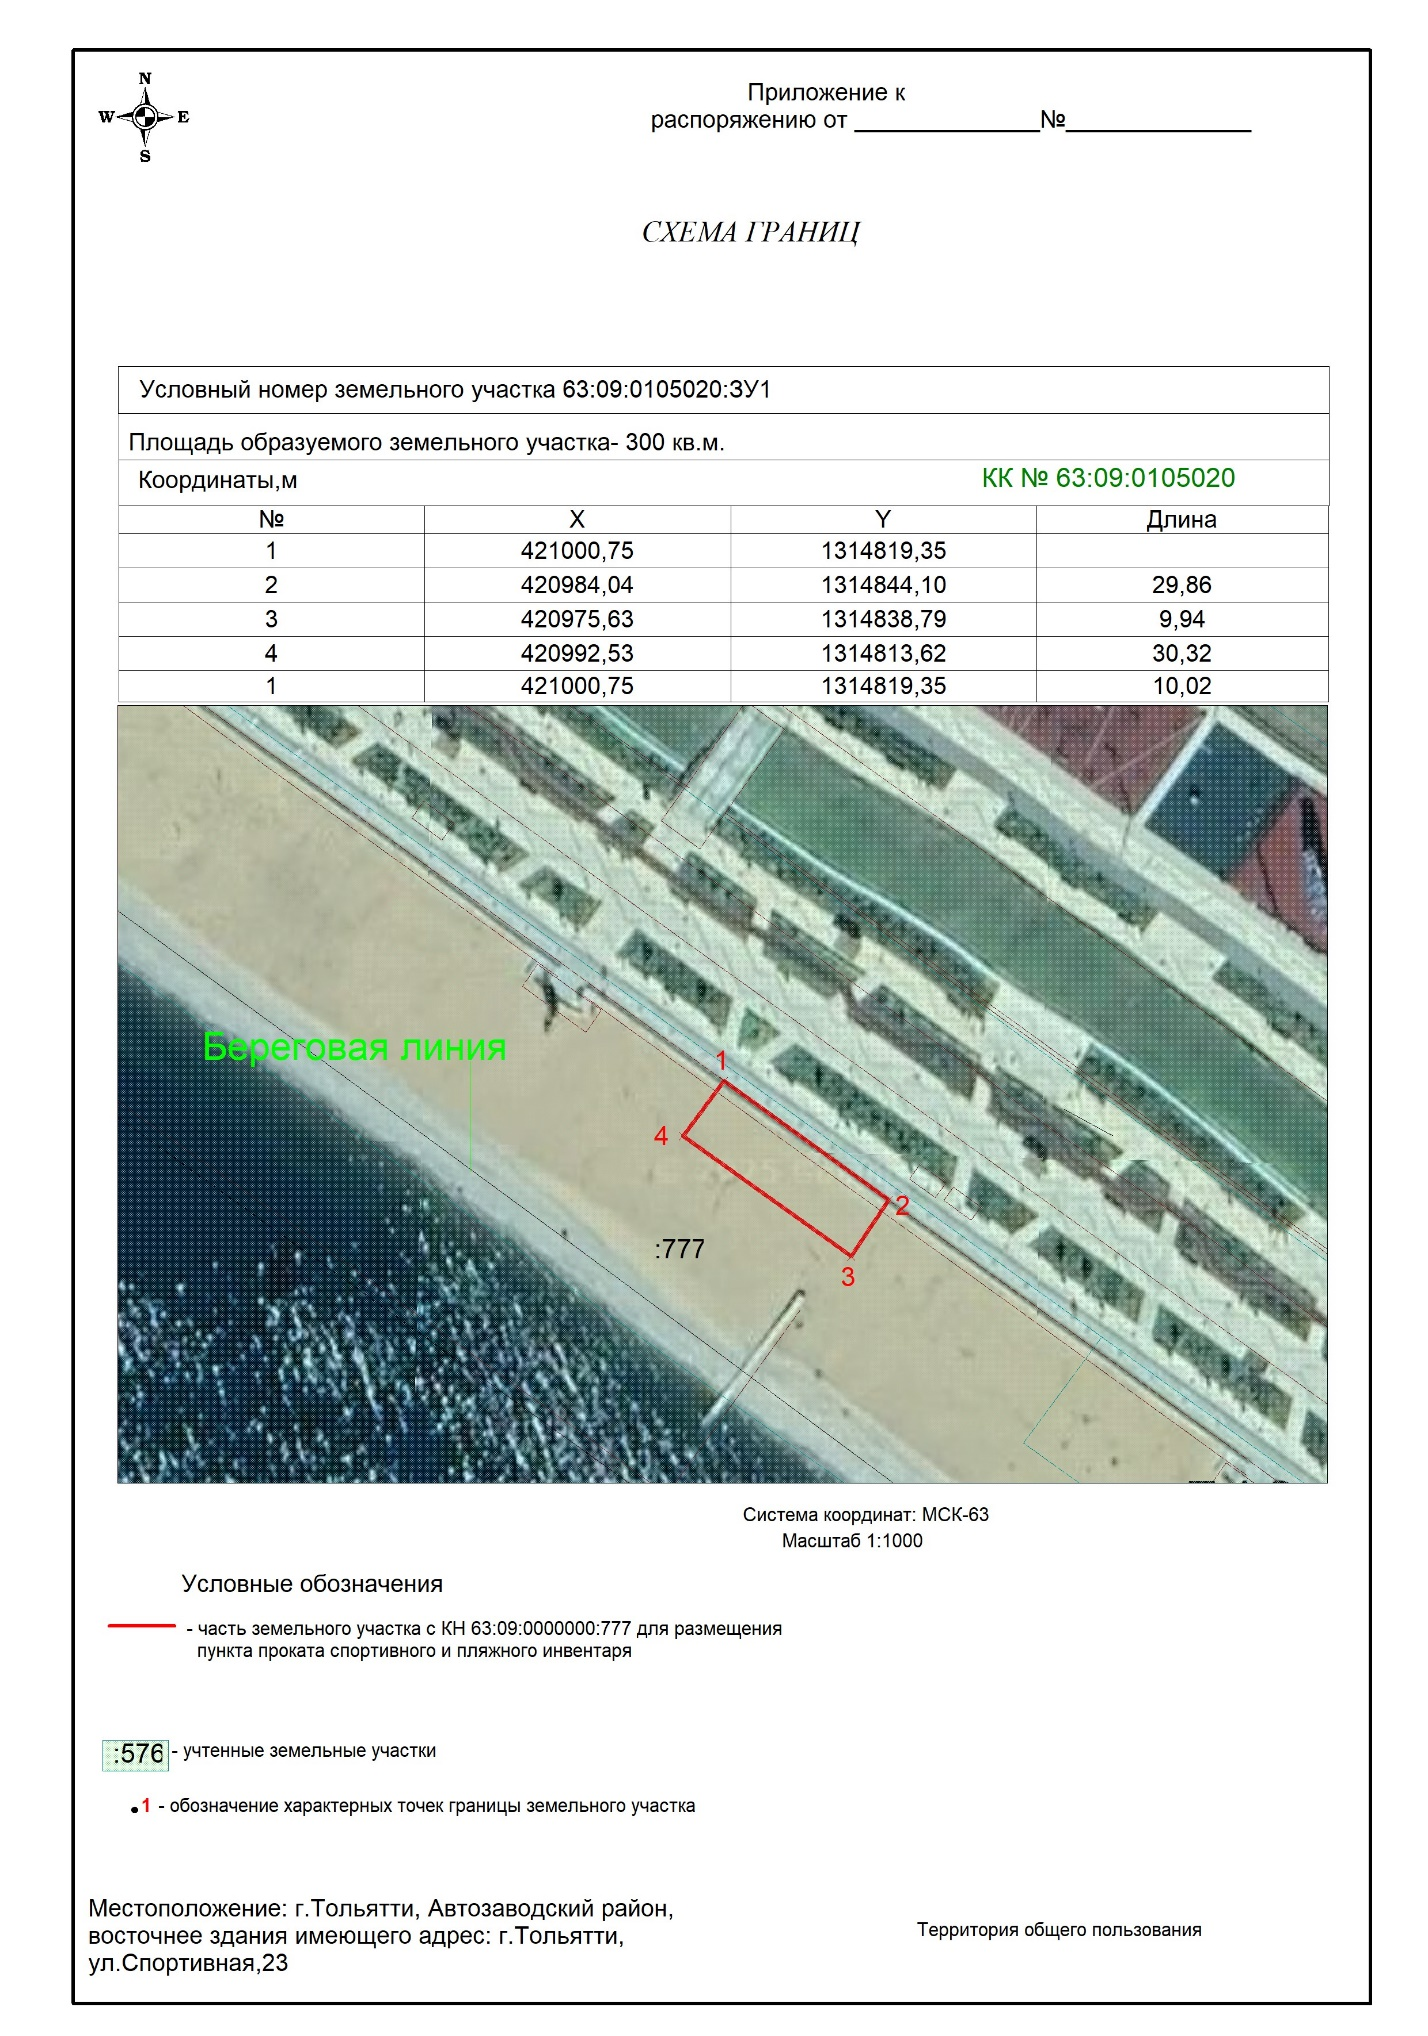 N
W E
S
Приложение к
распоряжению от _______________№_______________
СХЕМА ГРАНИЦ
Условный номер земельного участка 63:09:0105020:ЗУ1
Площадь образуемого земельного участка- 300 кв.м.
Координаты,м КК № 63:09:0105020
№ X Y Длина
1 421000,75 1314819,35
2 420984,04 1314844,10 29,86
3 420975,63 1314838,79 9,94
4 420992,53 1314813,62 30,32
1 421000,75 1314819,35 10,02
Береговая линия
1
4
2
:777
3
Система координат: МСК-63
Масштаб 1:1000
Условные обозначения
- часть земельного участка с КН 63:09:0000000:777 для размещения
пункта проката спортивного и пляжного инвентаря
:576 - учтенные земельные участки
.1 - обозначение характерных точек границы земельного участка
Местоположение: г.Тольятти, Автозаводский район,
восточнее здания имеющего адрес: г.Тольятти,
ул.Спортивная,23
Территория общего пользования